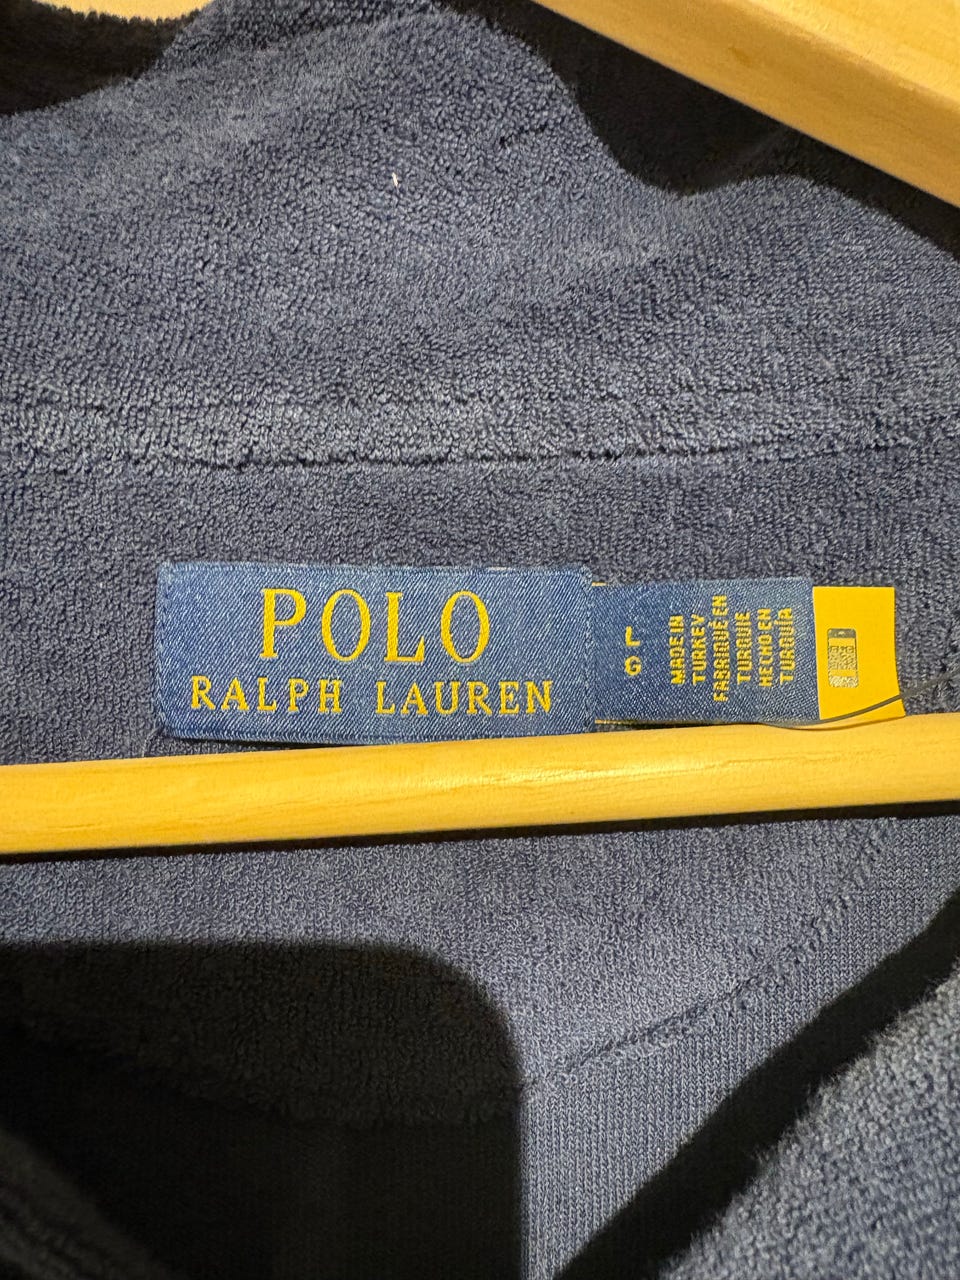 POLO
RALPH LAUREN
L
G
MADE IN
TURKEY
FABRIQUÉ EN
TURQUIE
HECHO EN
TURQUÍA